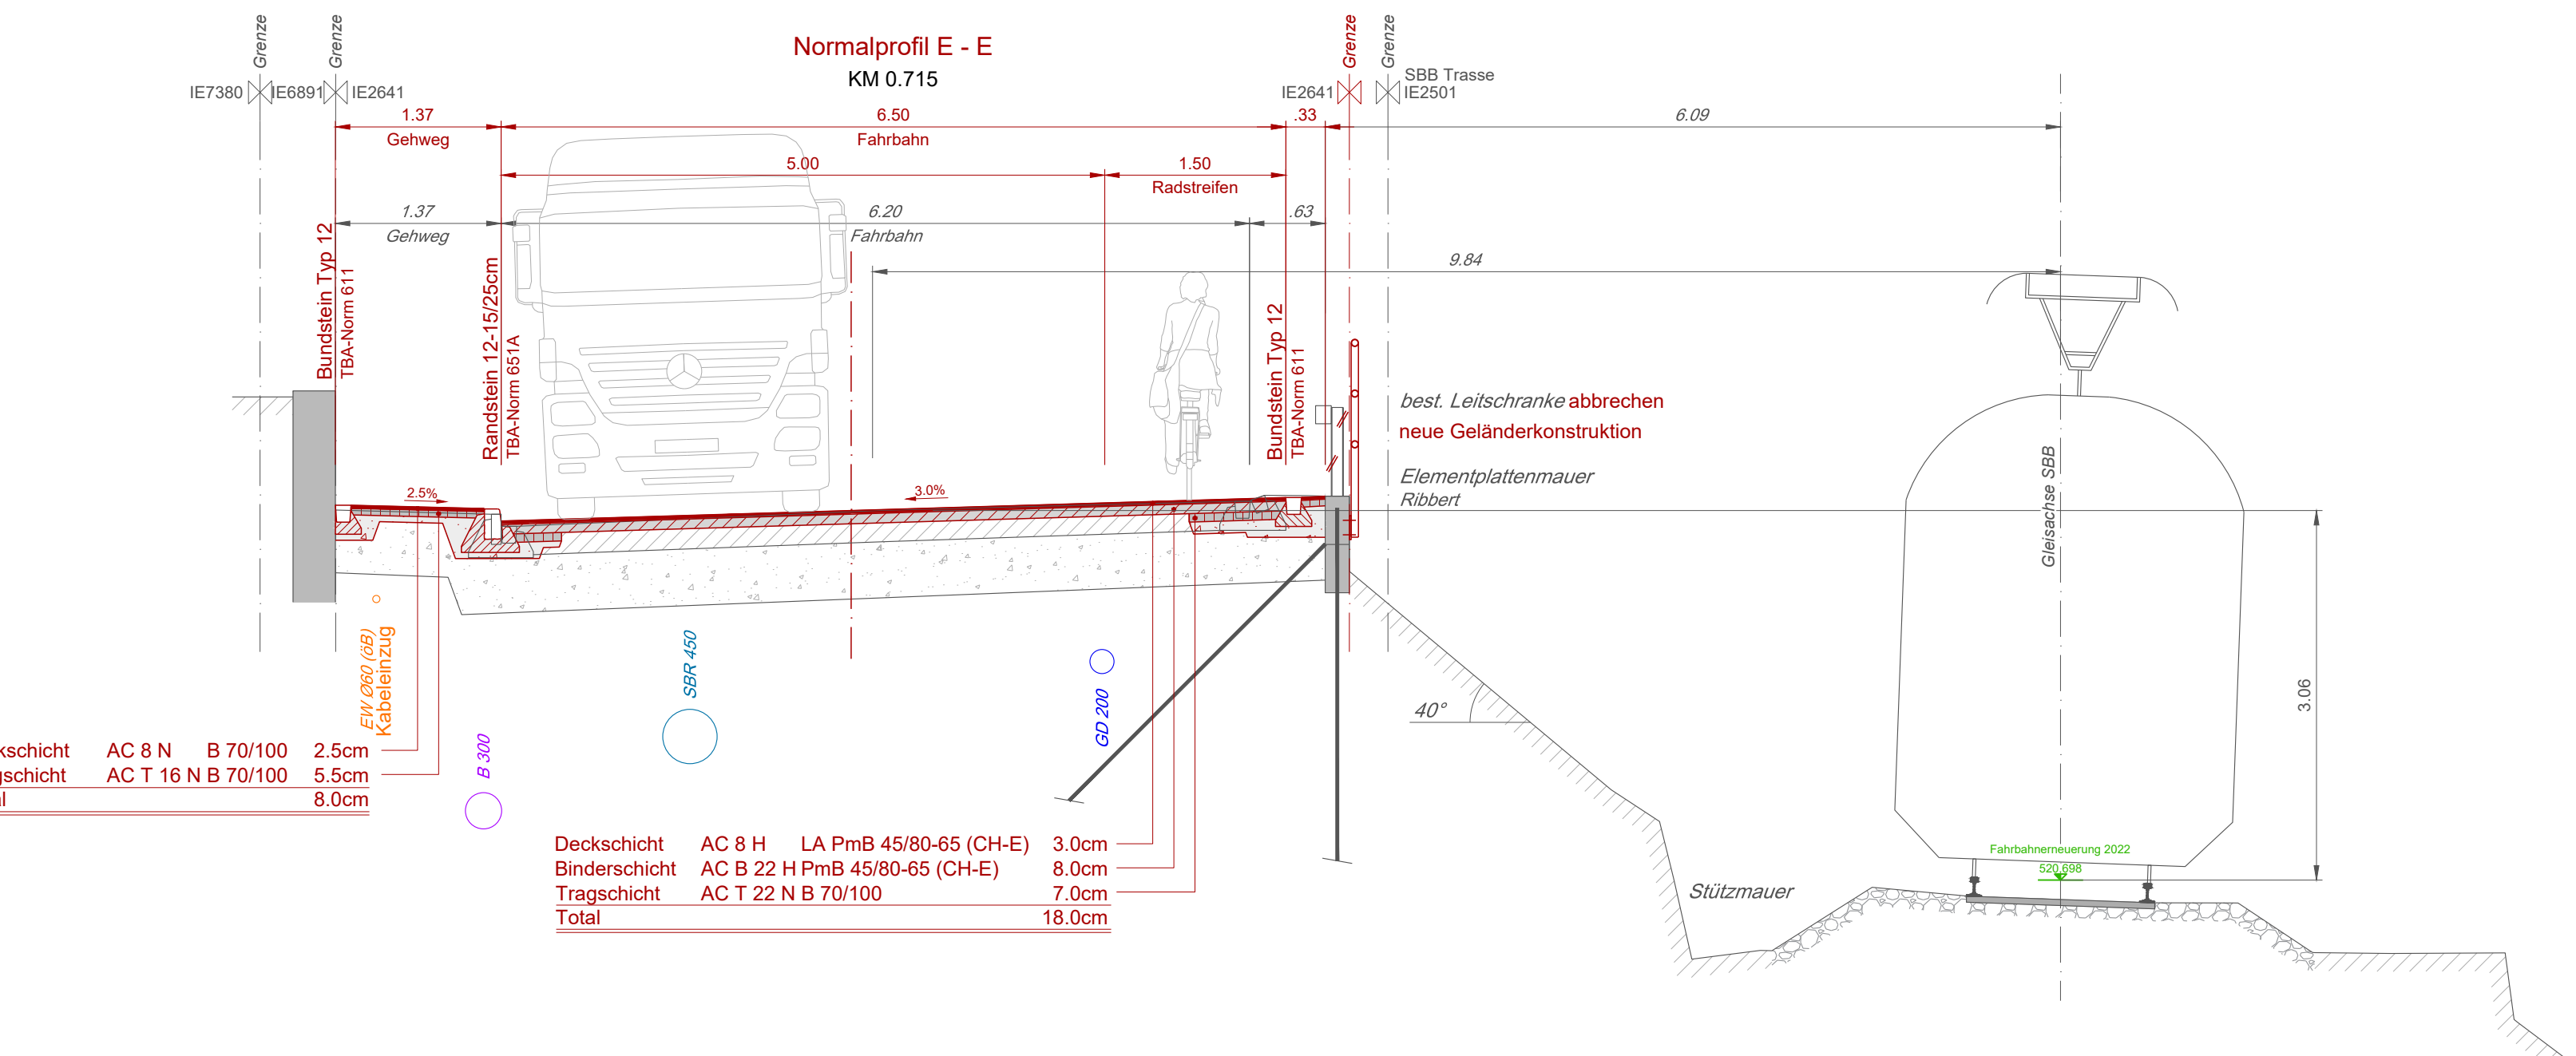 Grenze
Grenze
Normalprofil E - E
KM 0.715
Grenze
Grenze
SBB Trasse
IE7380
IE6891
IE2641
IE2641
IE2501
1.37
Gehweg
6.50
Fahrbahn
.33
6.09
5.00
1.50
Radstreifen
1.37
Gehweg
6.20
Fahrbahn
.63
9.84
Bundstein Typ 12
TBA-Norm 611
Randstein 12-15/25cm
TBA-Norm 651A
Bundstein Typ 12
TBA-Norm 611
best. Leitschranke abbrechen
neue Geländerkonstruktion
Elementplattenmauer
Ribbert
Gleisachse SBB
2.5%
3.0%
EW Ø60 (öB)
Kabeleinzug
SBR 450
B 300
GD 200
40°
3.06
kschicht AC 8 N B 70/100 2.5cm
gschicht AC T 16 N B 70/100 5.5cm
al 8.0cm
Deckschicht AC 8 H LA PmB 45/80-65 (CH-E) 3.0cm
Binderschicht AC B 22 H PmB 45/80-65 (CH-E) 8.0cm
Tragschicht AC T 22 N B 70/100 7.0cm
Total 18.0cm
Fahrbahnerneuerung 2022
520.698
Stützmauer